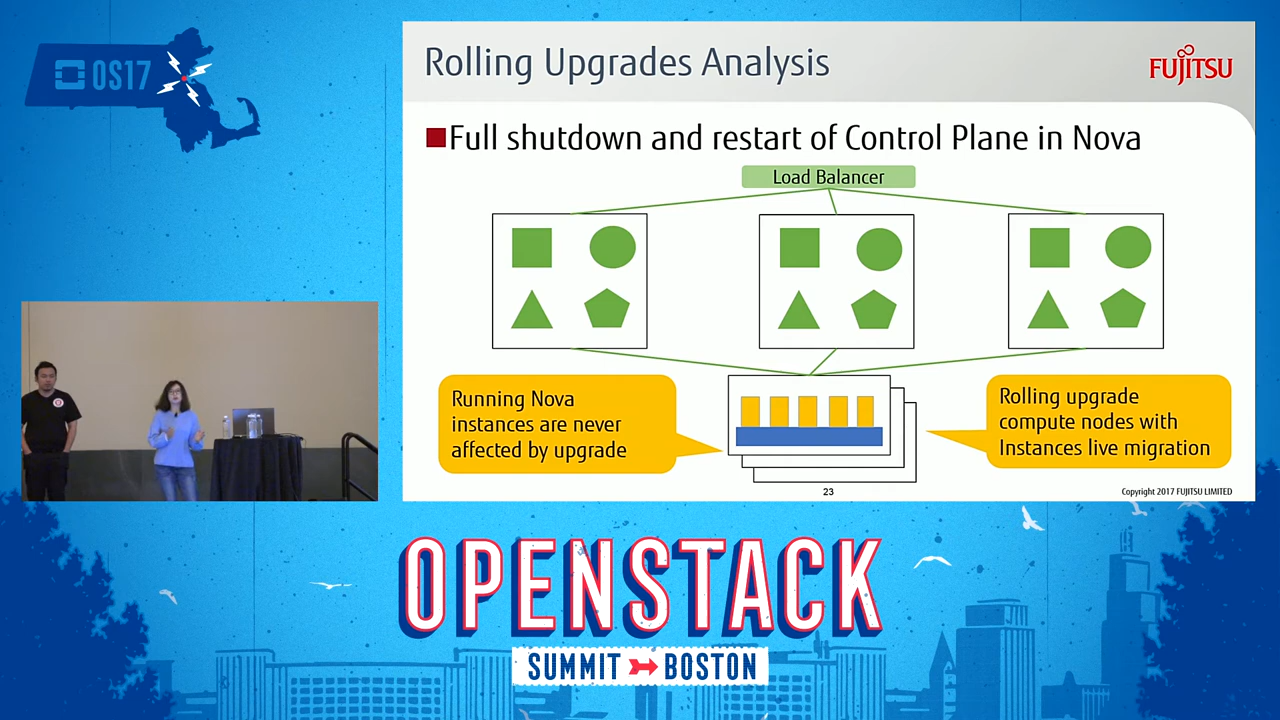 OS17
Rolling Upgrades Analysis
FUJITSU
Full shutdown and restart of Control Plane in Nova
Load Balancer
Running Nova
instances are never
affected by upgrade
Rolling upgrade
compute nodes with
Instances live migration
23
Copyright 2017 FUJITSU LIMITED
OPENSTACK
SUMMIT BOSTON